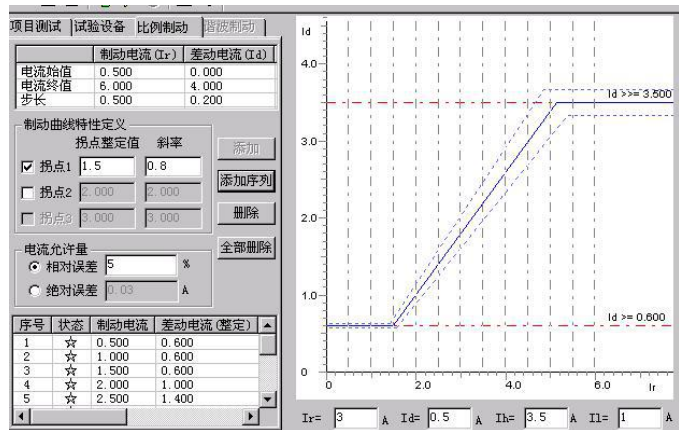 项目测试 试验设备 比例制动 谐波制动
制动电流(Ir) 差动电流(Id)
电流始值 0.500 0.000
电流终值 6.000 4.000
步长 0.500 0.200
制动曲线特性定义
拐点整定值 斜率
拐点1 1.5 0.8
拐点2 2.000 2.000
拐点3 3.000 3.000
添加
添加序列
删除
全部删除
电流允许量
相对误差 5 %
绝对误差 0.03 A
序号 状态 制动电流 差动电流(整定)
1 ☆ 0.500 0.600
2 ☆ 1.000 0.600
3 ☆ 1.500 0.600
4 ☆ 2.000 1.000
5 ☆ 2.500 1.400
Id
4.0
Id >>= 3.500
3.0
2.0
1.0
Id >= 0.600
0
0 2.0 4.0 6.0 Ir
Ir= 3 A Id= 0.5 A Ih= 3.5 A Il= 1 A